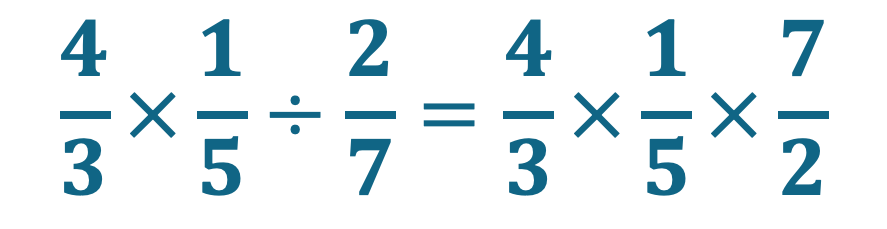 4/3 × 1/5 ÷ 2/7 = 4/3 × 1/5 × 7/2